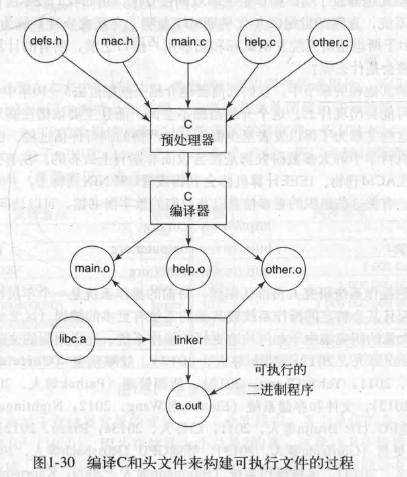 defs.h mac.h main.c help.c other.c
C
预处理器
C
编译器
main.o help.o other.o
libc.a linker
可执行的
二进制程序
a.out
图1-30 编译C和头文件来构建可执行文件的过程